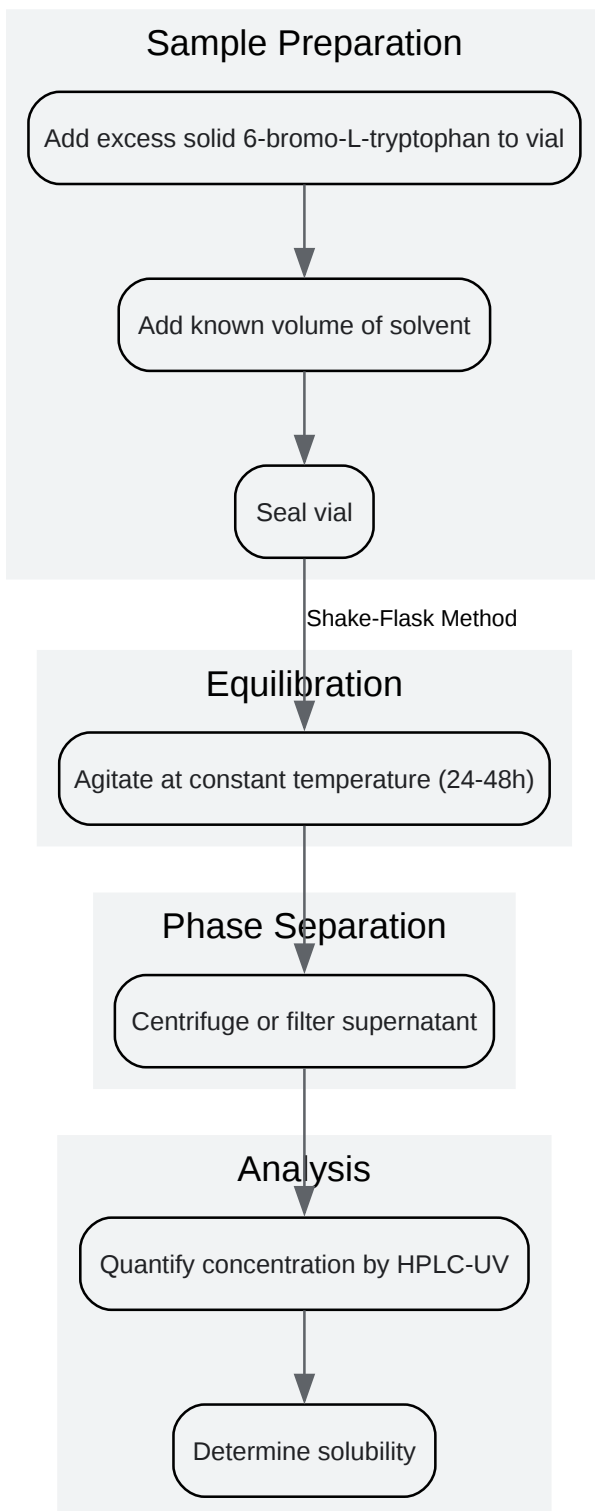 Sample Preparation
Add excess solid 6-bromo-L-tryptophan to vial
Add known volume of solvent
Seal vial
Shake-Flask Method
Equilibration
Agitate at constant temperature (24-48h)
Phase Separation
Centrifuge or filter supernatant
Analysis
Quantify concentration by HPLC-UV
Determine solubility